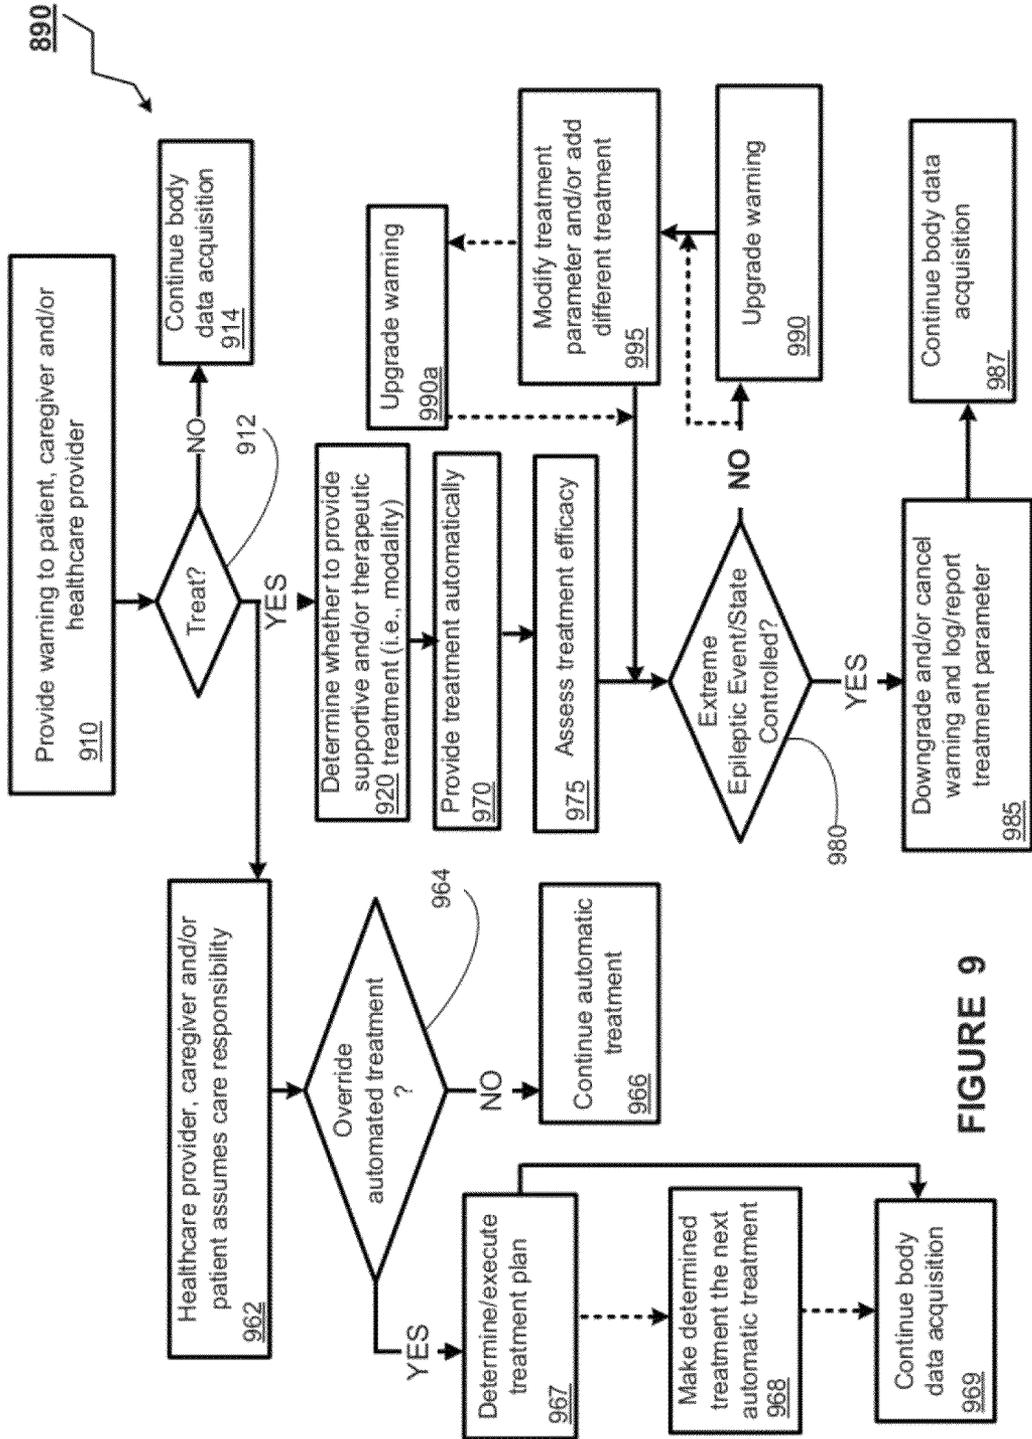 890
Provide warning to patient, caregiver and/or
910 healthcare provider
Treat?
912
NO
Continue body
data acquisition
914
YES
Determine whether to provide
supportive and/or therapeutic
920 treatment (i.e., modality)
Provide treatment automatically
970
Assess treatment efficacy
975
Extreme
Epileptic Event/State
Controlled?
980
NO
Upgrade warning
990
Modify treatment
parameter and/or add
different treatment
995
Upgrade warning
990a
YES
Downgrade and/or cancel
warning and log/report
treatment parameter
985
Continue body data
acquisition
987
Healthcare provider, caregiver and/or
patient assumes care responsibility
962
Override
automated treatment
?
964
NO
Continue automatic
treatment
966
YES
Determine/execute
treatment plan
967
Make determined
treatment the next
automatic treatment
968
Continue body
data acquisition
969
FIGURE 9